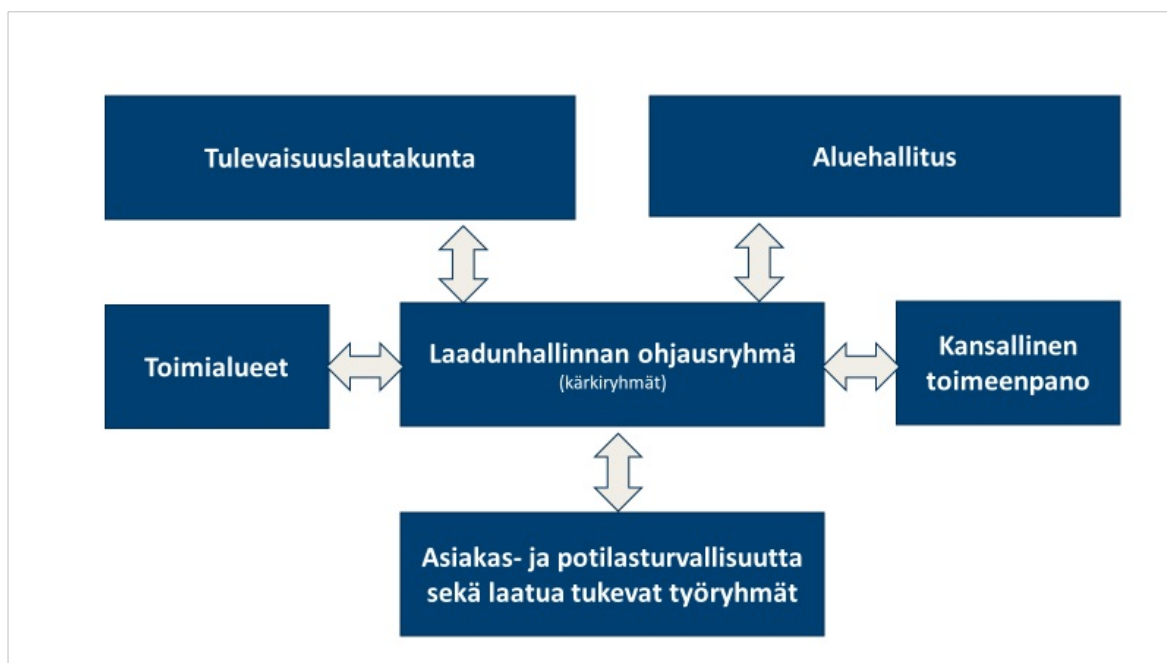 Tulevaisuuslautakunta
Aluehallitus
Toimialueet
Laadunhallinnan ohjausryhmä
(kärkiryhmät)
Kansallinen
toimeenpano
Asiakas- ja potilasturvallisuutta
sekä laatua tukevat työryhmät